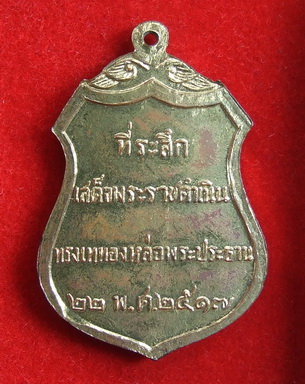 ที่ระลึก
เสด็จพระราชดำเนิน
ทรงเททองหล่อพระประธาน
๒๒ พ.ศ.๒๕๑๗